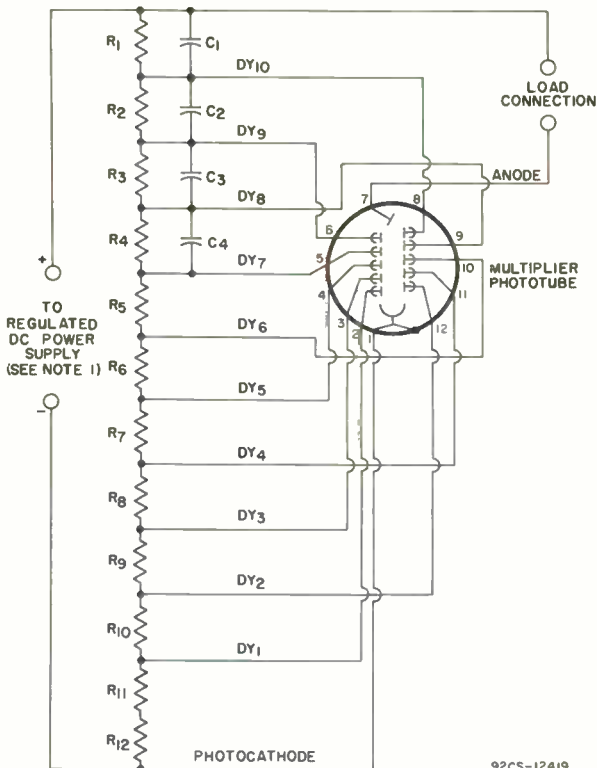 R1
C1
DY10
R2
C2
DY9
R3
C3
DY8
R4
C4
DY7
R5
DY6
R6
DY5
R7
DY4
R8
DY3
R9
DY2
R10
DY1
R11
R12
PHOTOCATHODE
+
TO
REGULATED
DC POWER
SUPPLY
(SEE NOTE 1)
–
LOAD
CONNECTION
ANODE
7
8
6
9
5
10
4
11
3
2
1
12
MULTIPLIER
PHOTOTUBE
92CS-12419